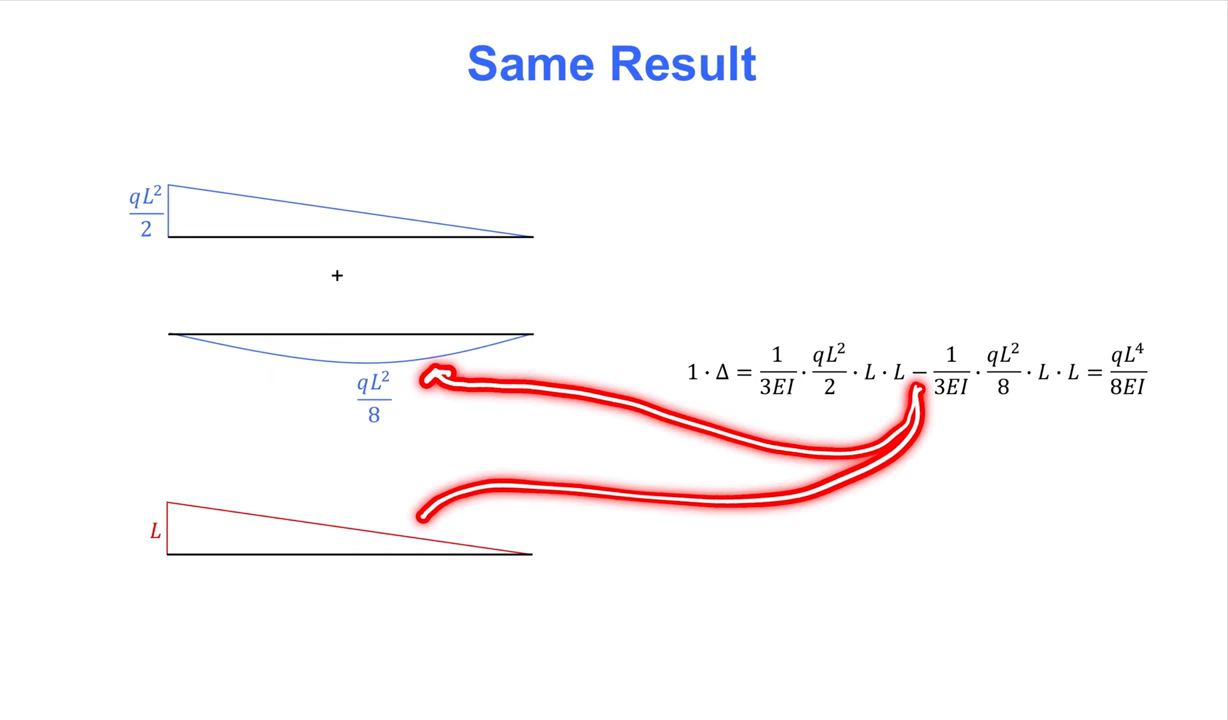 Same Result
qL²/2
+
qL²/8
1 · Δ = 1/3EI · qL²/2 · L · L − 1/3EI · qL²/8 · L · L = qL⁴/8EI
L